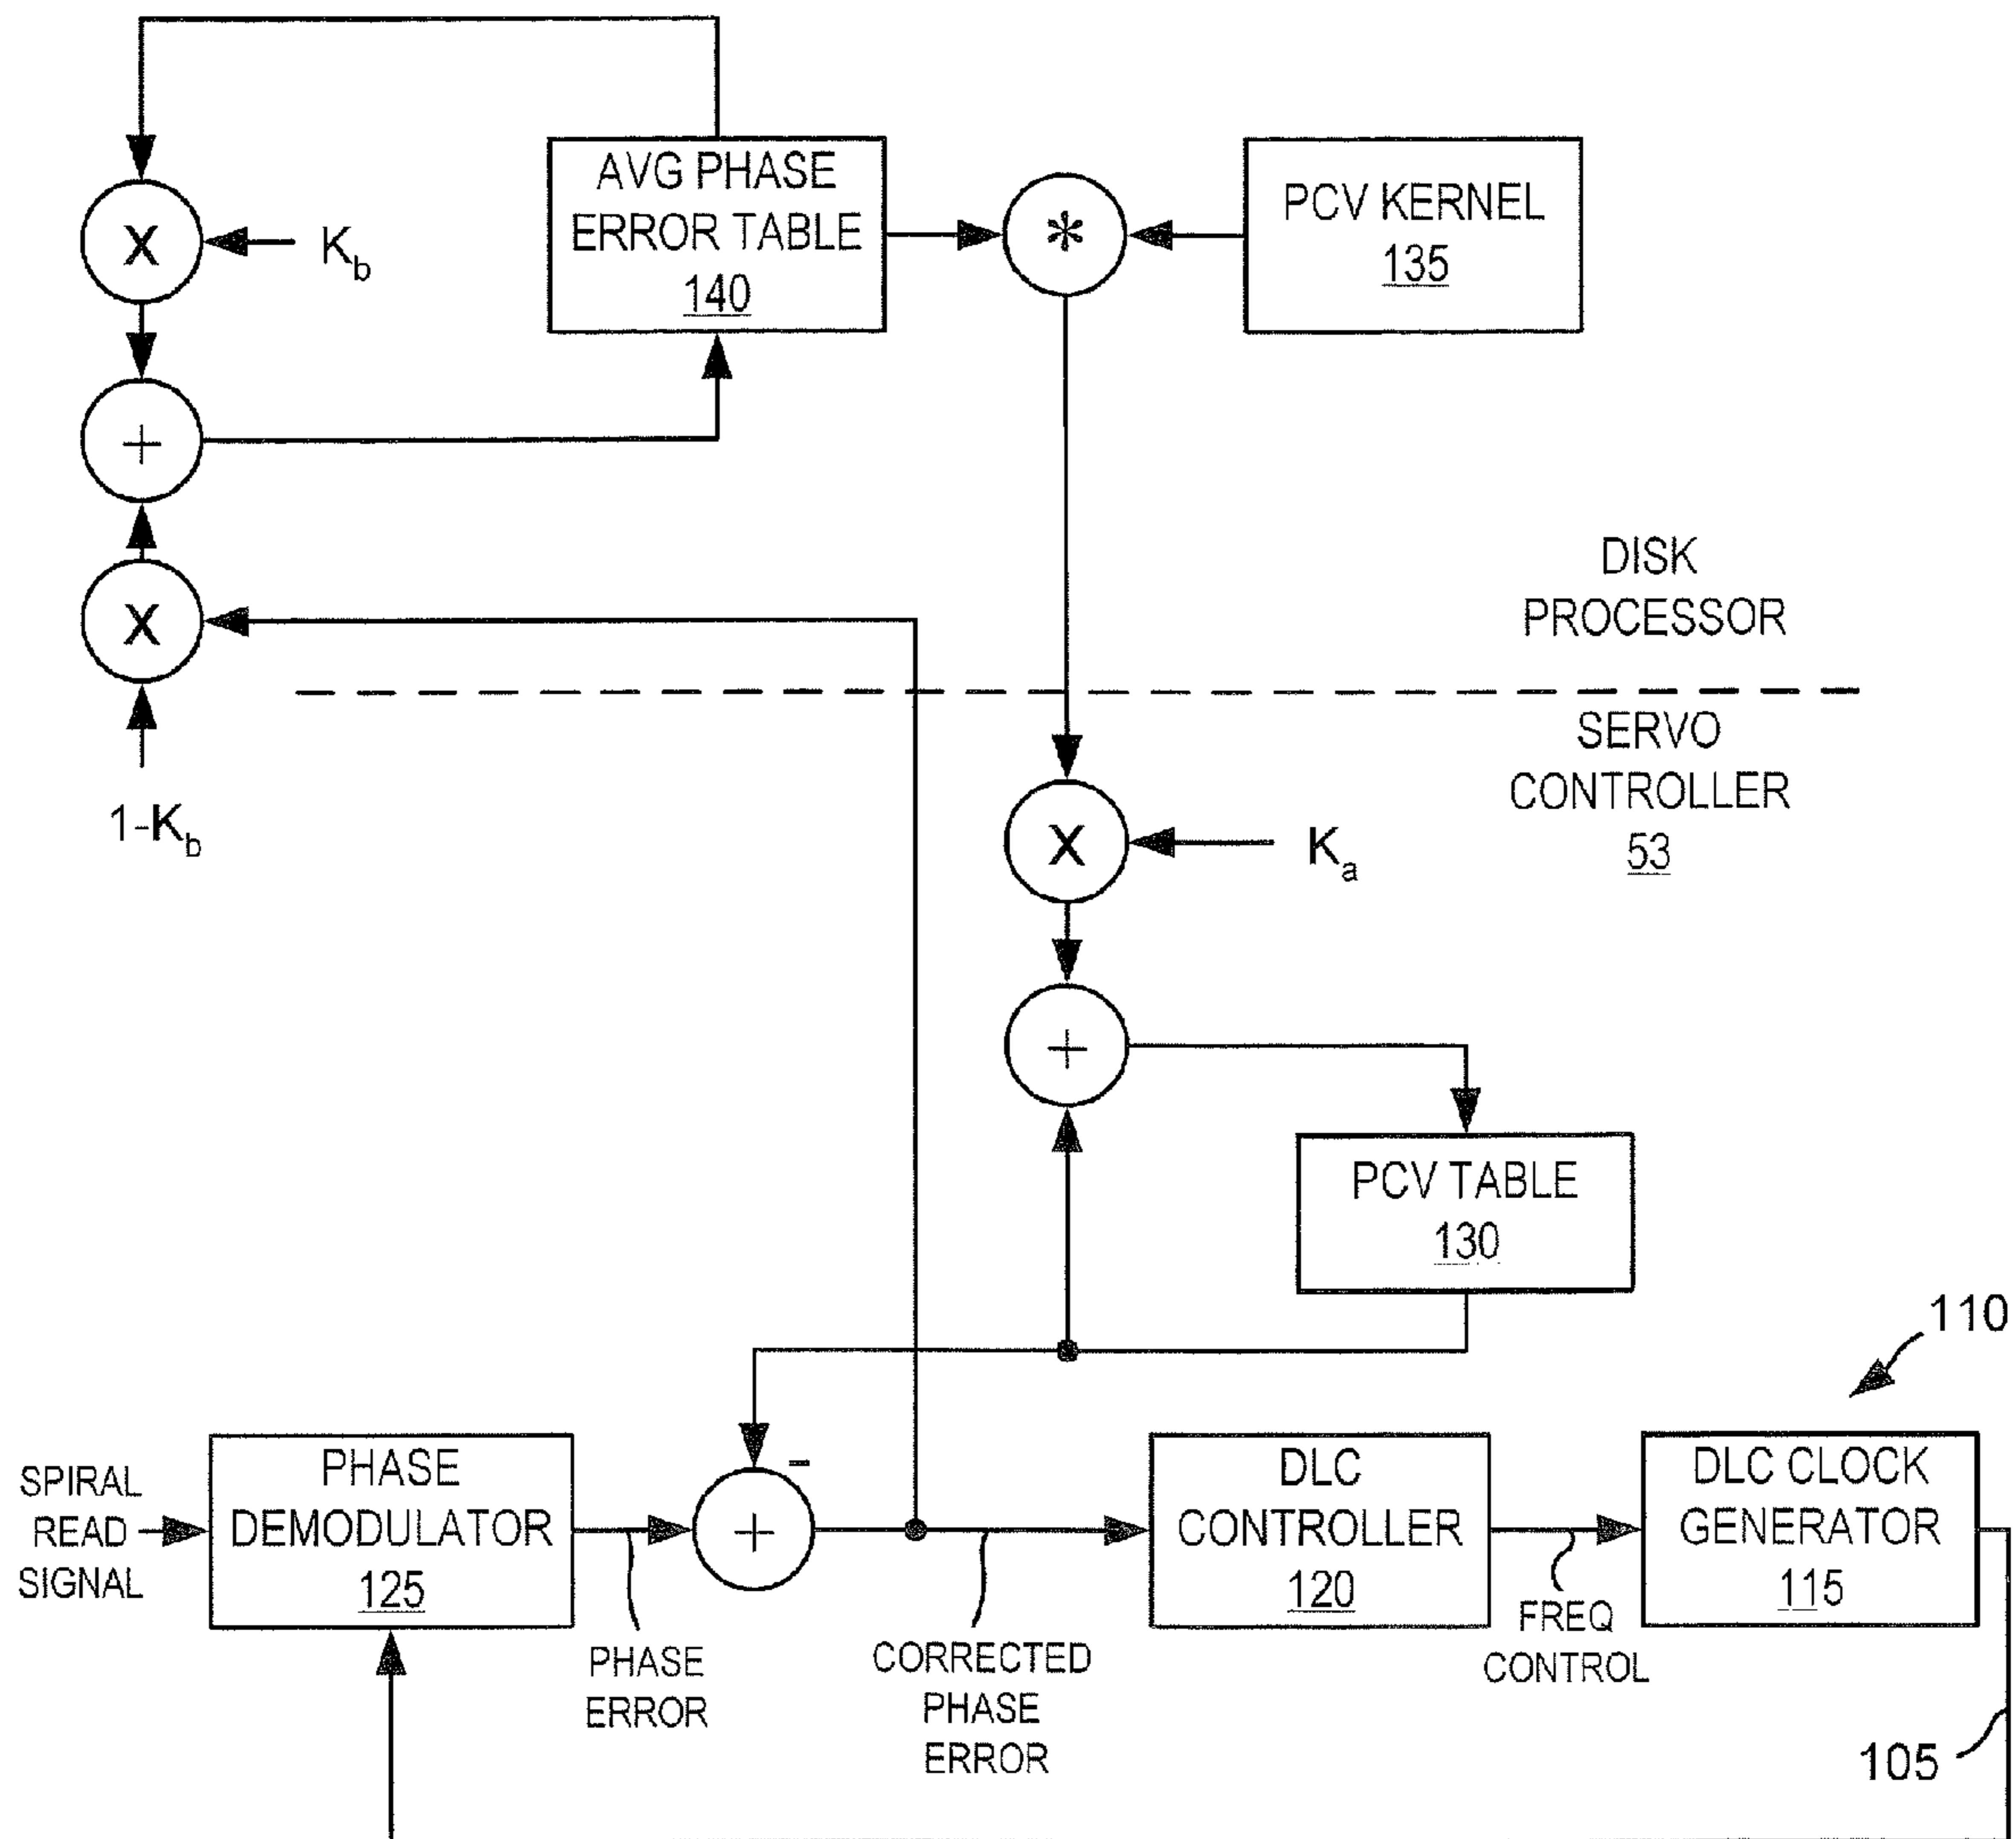 AVG PHASE
ERROR TABLE
140
PCV KERNEL
135
X
*
Kb
+
X
DISK
PROCESSOR
1-Kb
SERVO
CONTROLLER
53
X
Ka
+
PCV TABLE
130
110
SPIRAL
READ
SIGNAL
PHASE
DEMODULATOR
125
-
+
DLC
CONTROLLER
120
DLC CLOCK
GENERATOR
115
PHASE
ERROR
CORRECTED
PHASE
ERROR
FREQ
CONTROL
105